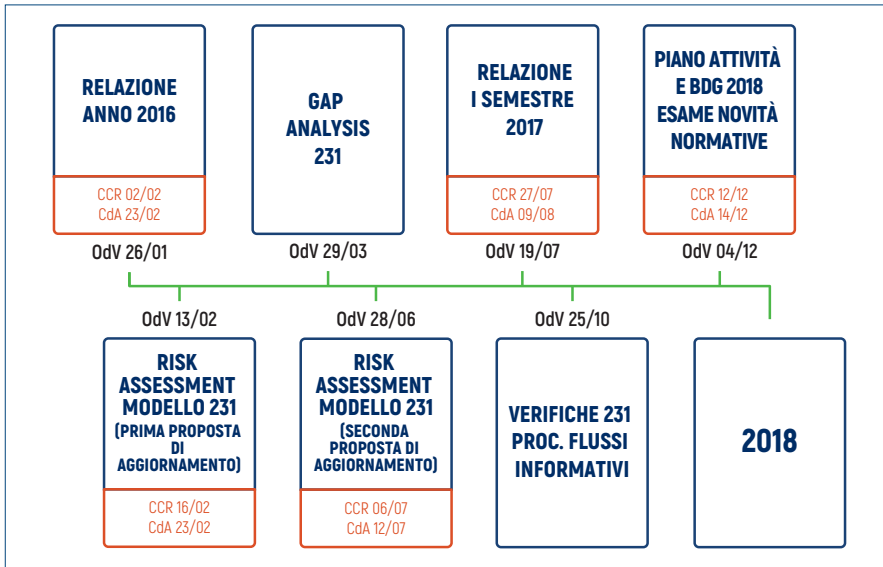 RELAZIONE
ANNO 2016
CCR 02/02
CdA 23/02
OdV 26/01
GAP
ANALYSIS
231
OdV 29/03
RELAZIONE
I SEMESTRE
2017
CCR 27/07
CdA 09/08
OdV 19/07
PIANO ATTIVITÀ
E BDG 2018
ESAME NOVITÀ
NORMATIVE
CCR 12/12
CdA 14/12
OdV 04/12
OdV 13/02
RISK
ASSESSMENT
MODELLO 231
(PRIMA PROPOSTA
DI
AGGIORNAMENTO)
CCR 16/02
CdA 23/02
OdV 28/06
RISK
ASSESSMENT
MODELLO 231
(SECONDA
PROPOSTA DI
AGGIORNAMENTO)
CCR 06/07
CdA 12/07
OdV 25/10
VERIFICHE 231
PROC. FLUSSI
INFORMATIVI
2018